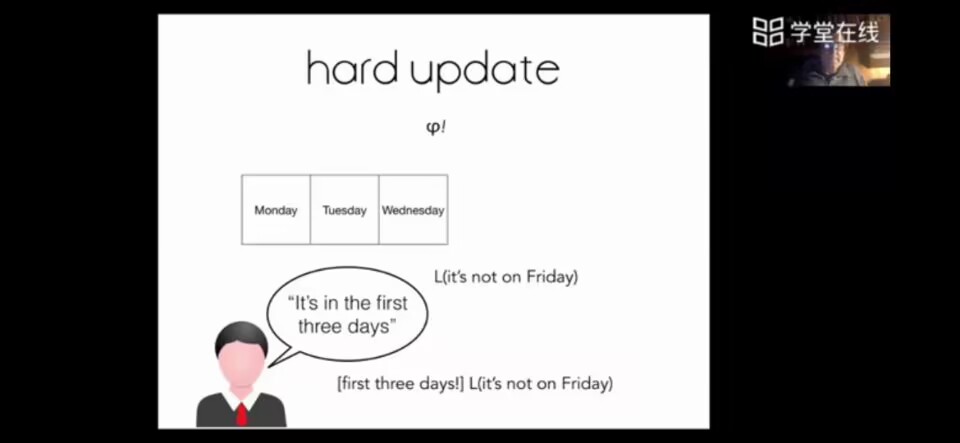 学堂在线
hard update
φ!
Monday Tuesday Wednesday
L(it's not on Friday)
"It's in the first
three days"
[first three days!] L(it's not on Friday)